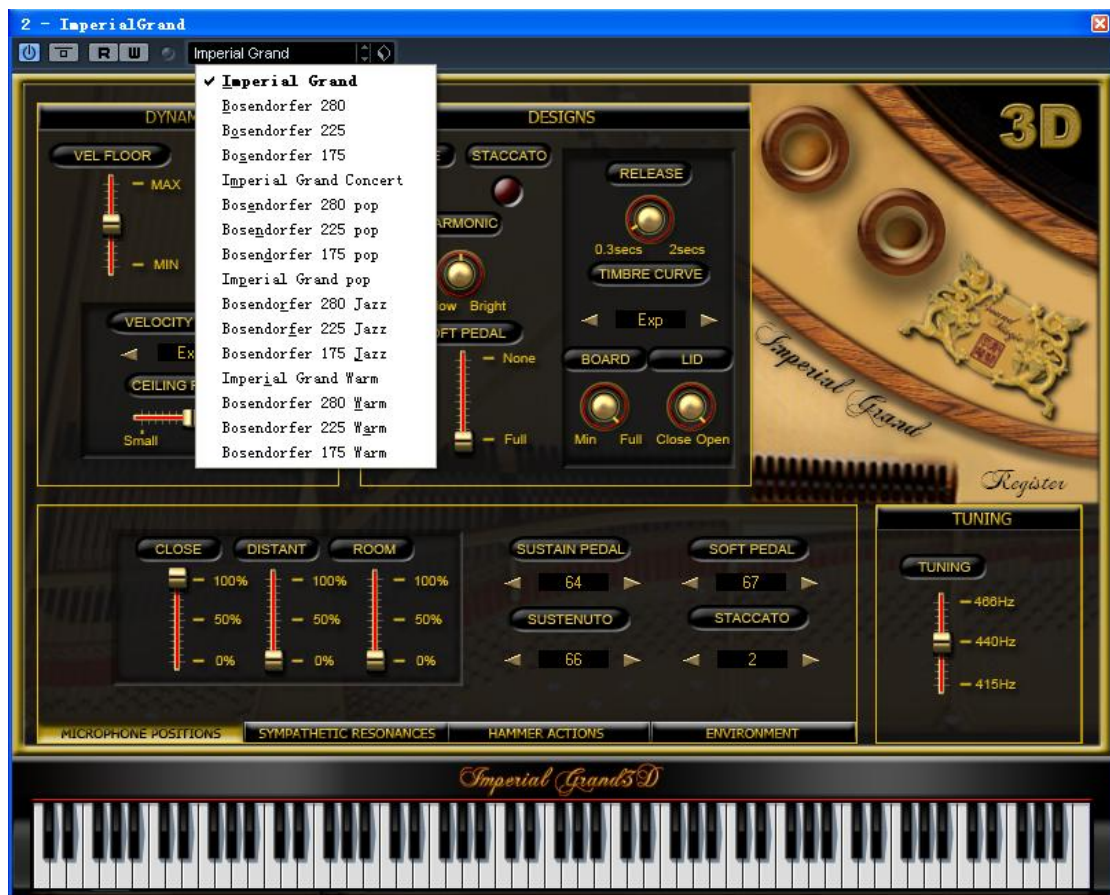 2 - ImperialGrand
R W Imperial Grand
Imperial Grand
Bosendorfer 280
Bosendorfer 225
Bosendorfer 175
Imperial Grand Concert
Bosendorfer 280 pop
Bosendorfer 225 pop
Bosendorfer 175 pop
Imperial Grand pop
Bosendorfer 280 Jazz
Bosendorfer 225 Jazz
Bosendorfer 175 Jazz
Imperial Grand Warm
Bosendorfer 280 Warm
Bosendorfer 225 Warm
Bosendorfer 175 Warm
DYNAM
VEL FLOOR
MAX
MIN
VELOCITY
Ex
CEILING
Small
DESIGNS
STACCATO
ARMONIC
Bright
FT PEDAL
None
Full
RELEASE
0.3secs 2secs
TIMBRE CURVE
Exp
BOARD LID
Min Full Close Open
3D
Sound Magic
Imperial Grand
Register
CLOSE DISTANT ROOM
100% 100% 100%
50% 50% 50%
0% 0% 0%
SUSTAIN PEDAL SOFT PEDAL
64 67
SUSTENUTO STACCATO
66 2
TUNING
TUNING
466Hz
440Hz
415Hz
MICROPHONE POSITIONS SYMPATHETIC RESONANCES HAMMER ACTIONS ENVIRONMENT
Imperial Grand3D